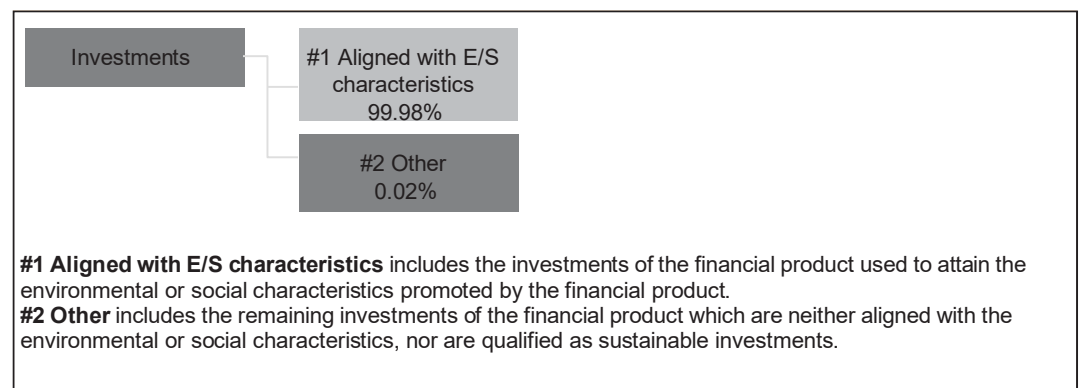 Investments
#1 Aligned with E/S
characteristics
99.98%
#2 Other
0.02%
#1 Aligned with E/S characteristics includes the investments of the financial product used to attain the
environmental or social characteristics promoted by the financial product.
#2 Other includes the remaining investments of the financial product which are neither aligned with the
environmental or social characteristics, nor are qualified as sustainable investments.